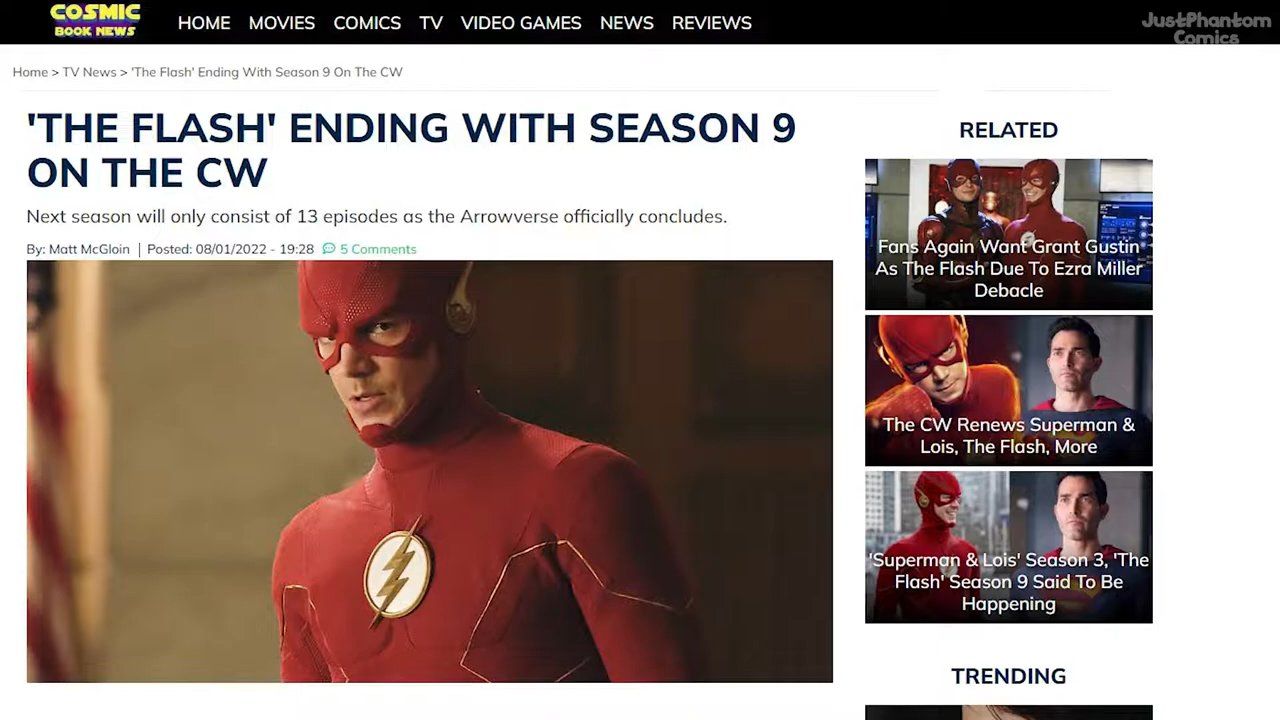 COSMIC
BOOK NEWS
HOME MOVIES COMICS TV VIDEO GAMES NEWS REVIEWS
JustPhantom
Comics
Home > TV News > 'The Flash' Ending With Season 9 On The CW
'THE FLASH' ENDING WITH SEASON 9
ON THE CW
Next season will only consist of 13 episodes as the Arrowverse officially concludes.
By: Matt McGloin | Posted: 08/01/2022 - 19:28 5 Comments
RELATED
Fans Again Want Grant Gustin
As The Flash Due To Ezra Miller
Debacle
The CW Renews Superman &
Lois, The Flash, More
'Superman & Lois' Season 3, 'The
Flash' Season 9 Said To Be
Happening
TRENDING